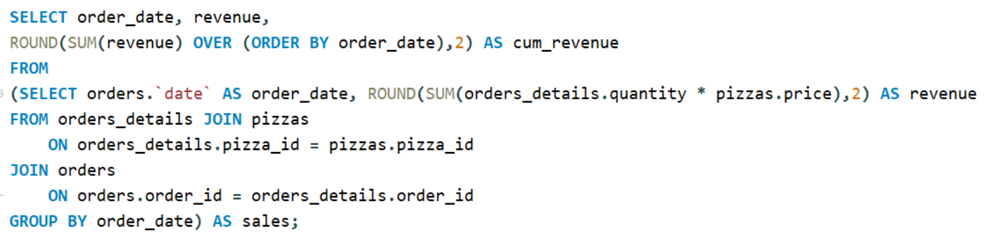 SELECT order_date, revenue,
ROUND(SUM(revenue) OVER (ORDER BY order_date),2) AS cum_revenue
FROM
(SELECT orders.`date` AS order_date, ROUND(SUM(orders_details.quantity * pizzas.price),2) AS revenue
FROM orders_details JOIN pizzas
    ON orders_details.pizza_id = pizzas.pizza_id
JOIN orders
    ON orders.order_id = orders_details.order_id
GROUP BY order_date) AS sales;